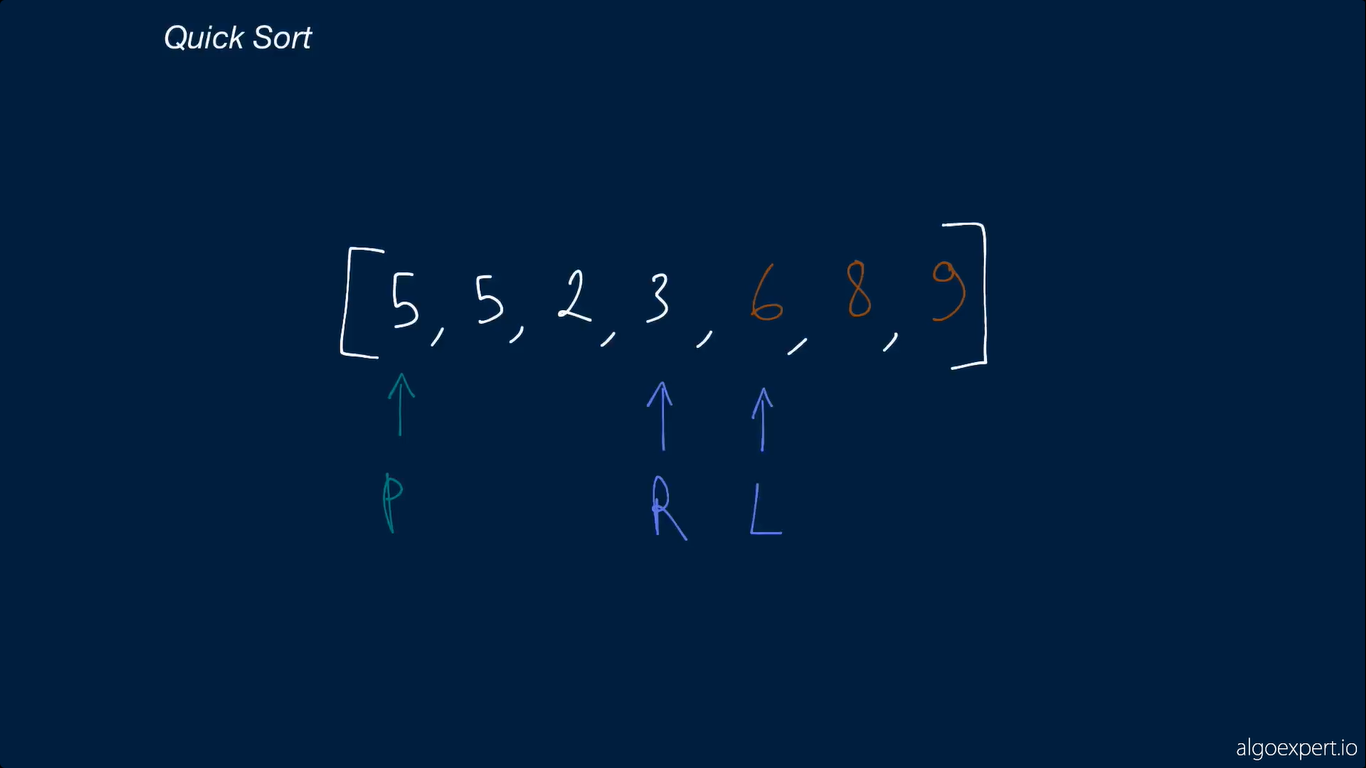 Quick Sort
[5, 5, 2, 3, 6, 8, 9]
P R L
algoexpert.io